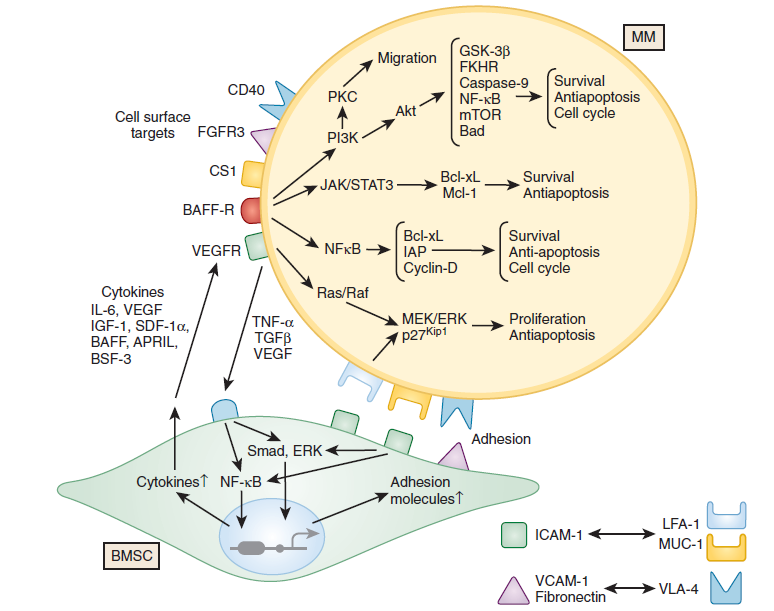 MM
Migration
GSK-3β
FKHR
Caspase-9
NF-κB
mTOR
Bad
Survival
Antiapoptosis
Cell cycle
CD40
PKC
Akt
Cell surface
targets
FGFR3
PI3K
CS1
JAK/STAT3
Bcl-xL
Mcl-1
Survival
Antiapoptosis
BAFF-R
VEGFR
NFκB
Bcl-xL
IAP
Cyclin-D
Survival
Anti-apoptosis
Cell cycle
Cytokines
IL-6, VEGF
IGF-1, SDF-1α,
BAFF, APRIL,
BSF-3
Ras/Raf
TNF-α
TGFβ
VEGF
MEK/ERK
p27Kip1
Proliferation
Antiapoptosis
Adhesion
Smad, ERK
Cytokines↑
NF-κB
Adhesion
molecules↑
BMSC
ICAM-1
LFA-1
MUC-1
VCAM-1
Fibronectin
VLA-4